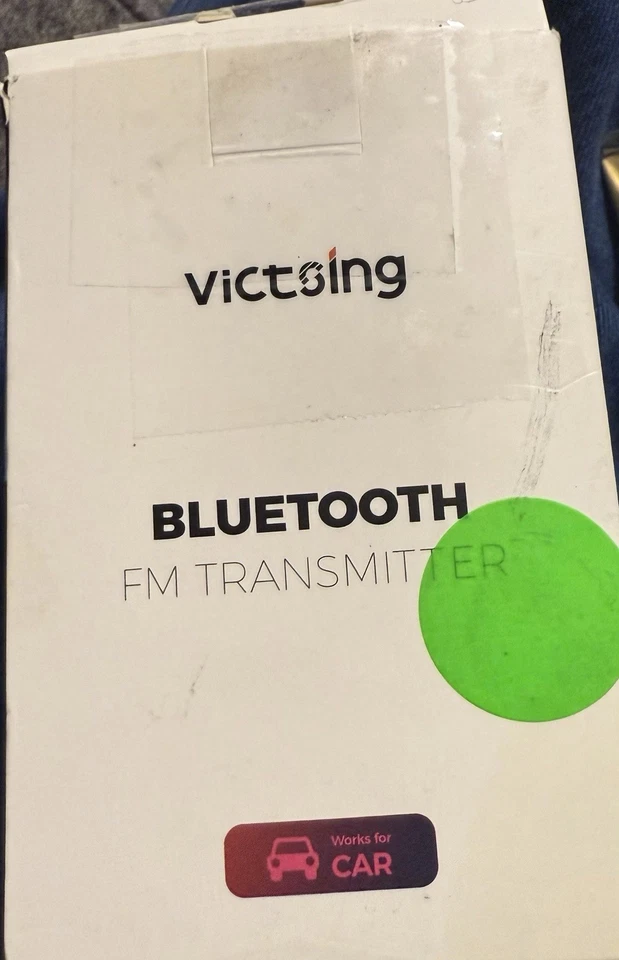 VicTsing
BLUETOOTH
FM TRANSMITTER
Works for
CAR